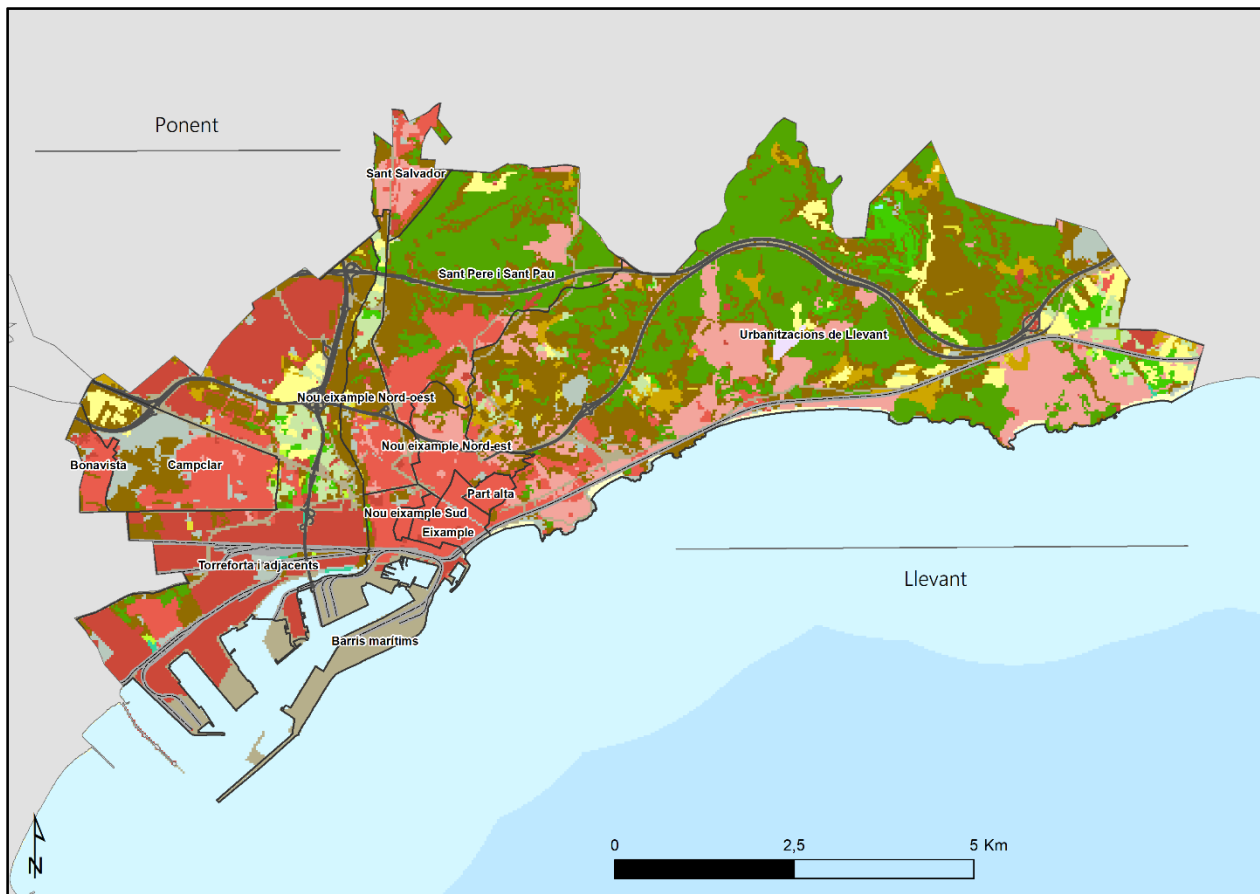 Ponent
Sant Salvador
Sant Pere i Sant Pau
Urbanitzacions de Llevant
Nou eixample Nord-oest
Nou eixample Nord-est
Bonavista
Campclar
Part alta
Nou eixample Sud
Eixample
Torreforta i adjacents
Llevant
Barris marítims
N
0 2,5 5 Km